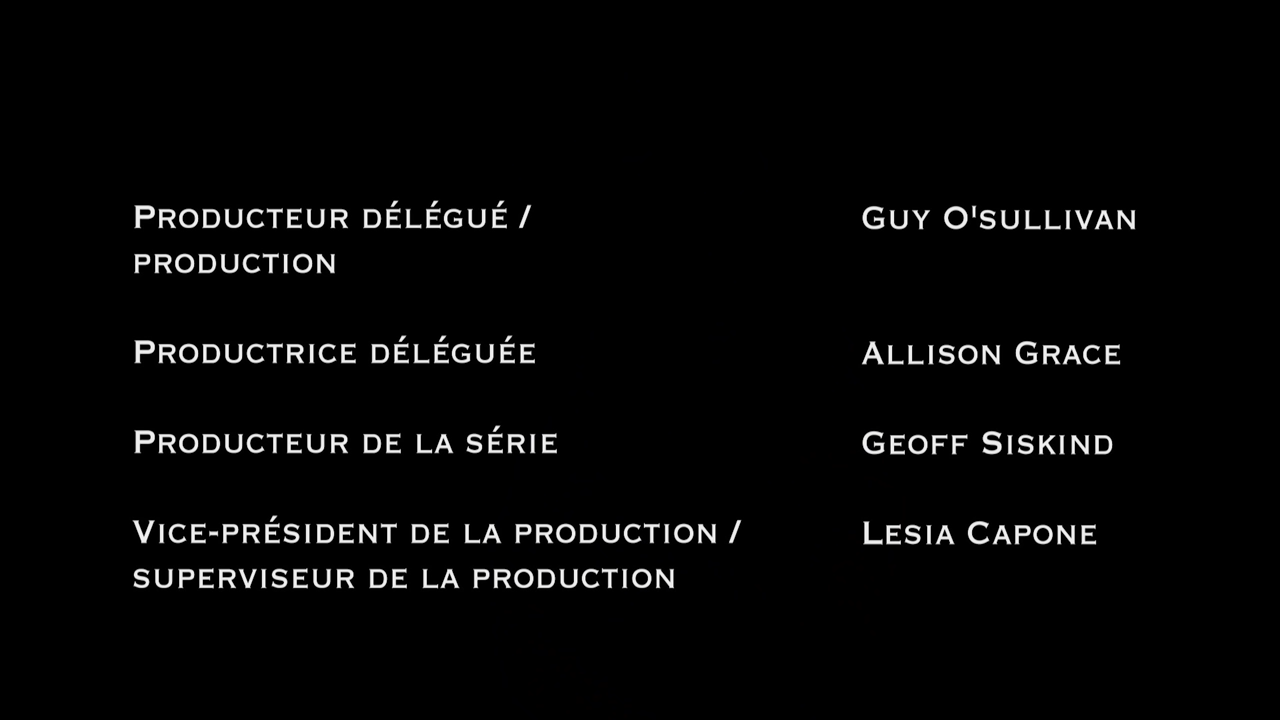 Producteur délégué / Guy O'sullivan
production
Productrice déléguée Allison Grace
Producteur de la série Geoff Siskind
Vice-président de la production / Lesia Capone
superviseur de la production